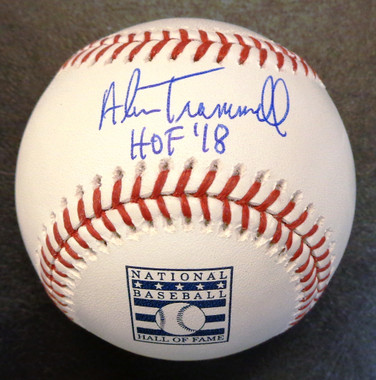 Alan Trammell
HOF '18
NATIONAL
BASEBALL
HALL OF FAME